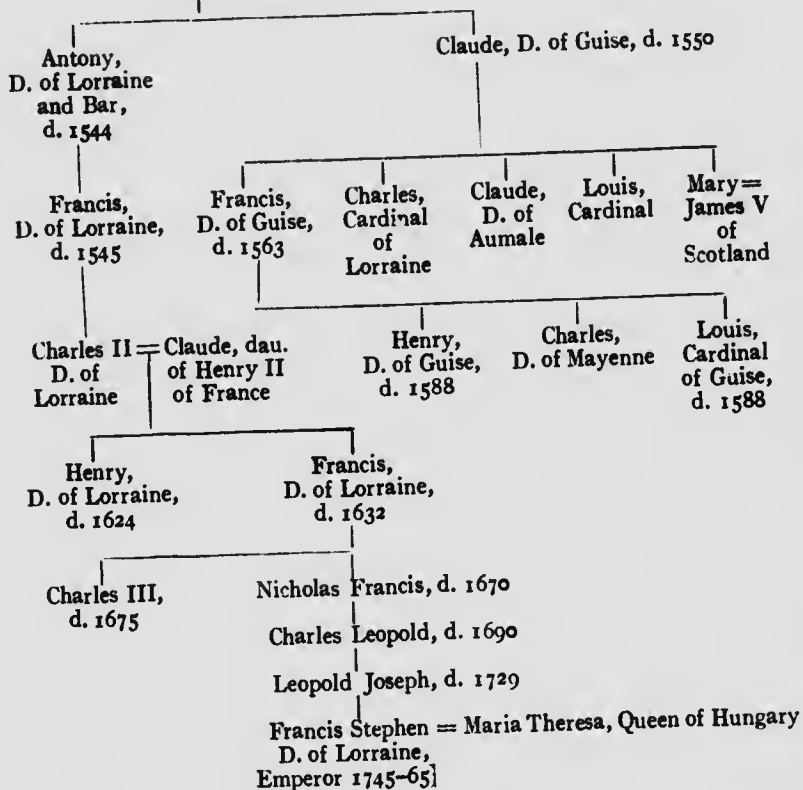 Antony,
D. of Lorraine
and Bar,
d. 1544
Claude, D. of Guise, d. 1550
Francis,
D. of Lorraine,
d. 1545
Francis,
D. of Guise,
d. 1563
Charles,
Cardinal
of
Lorraine
Claude,
D. of
Aumale
Louis,
Cardinal
Mary=
James V
of
Scotland
Charles II = Claude, dau.
D. of
Lorraine
of Henry II
of France
Henry,
D. of Guise,
d. 1588
Charles,
D. of Mayenne
Louis,
Cardinal
of Guise,
d. 1588
Henry,
D. of Lorraine,
d. 1624
Francis,
D. of Lorraine,
d. 1632
Charles III,
d. 1675
Nicholas Francis, d. 1670
Charles Leopold, d. 1690
Leopold Joseph, d. 1729
Francis Stephen = Maria Theresa, Queen of Hungary
D. of Lorraine,
Emperor 1745-65]